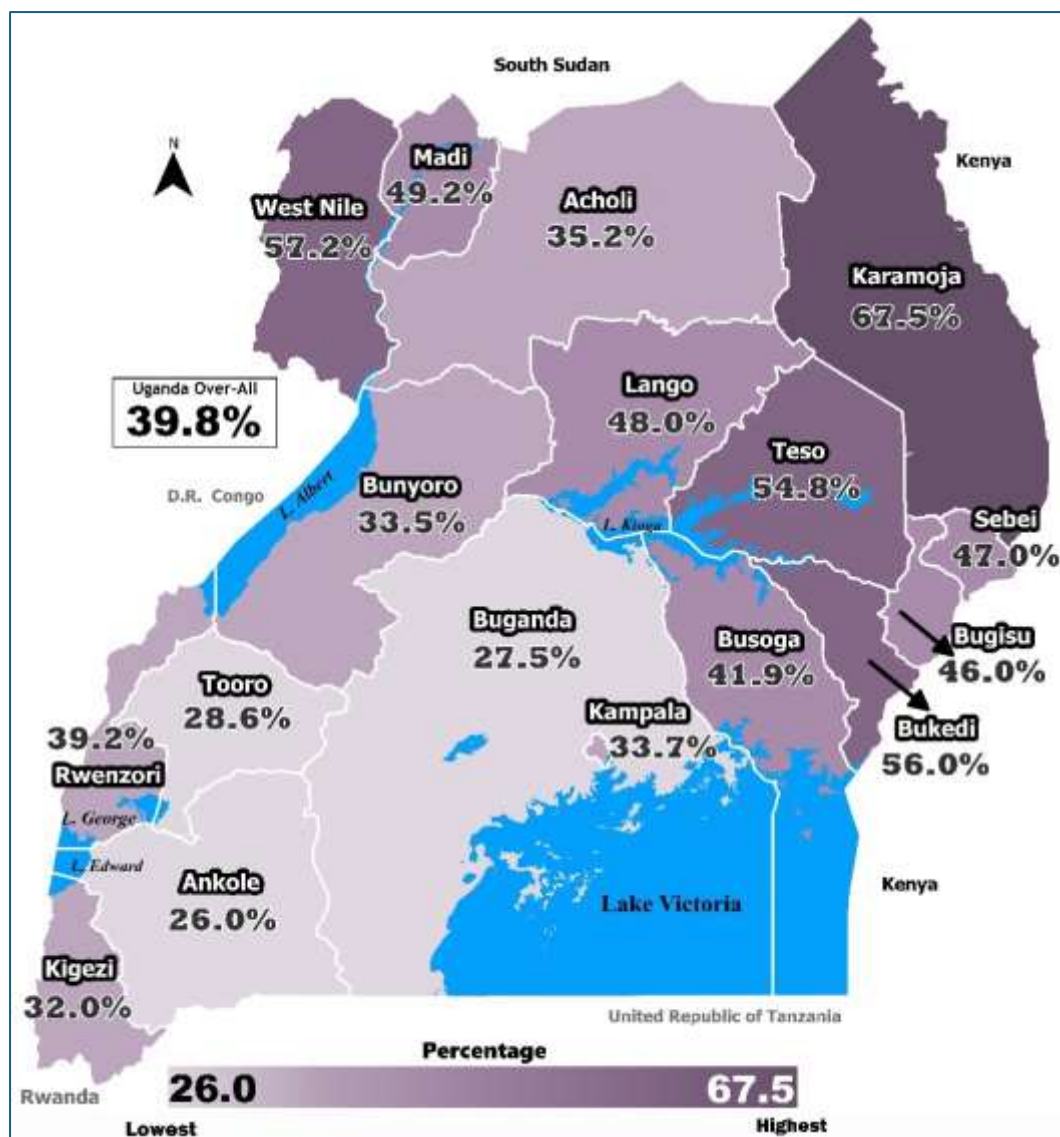 South Sudan
N
Madi
49.2%
Kenya
West Nile
57.2%
Acholi
35.2%
Karamoja
67.5%
Uganda Over-All
39.8%
Lango
48.0%
Teso
54.8%
D.R. Congo
L. Albert
Bunyoro
33.5%
L. Kioga
Sebei
47.0%
Buganda
27.5%
Busoga
41.9%
Bugisu
46.0%
Tooro
28.6%
Kampala
33.7%
Bukedi
56.0%
39.2%
Rwenzori
L. George
L. Edward
Ankole
26.0%
Lake Victoria
Kenya
Kigezi
32.0%
United Republic of Tanzania
Percentage
26.0
67.5
Rwanda
Lowest
Highest